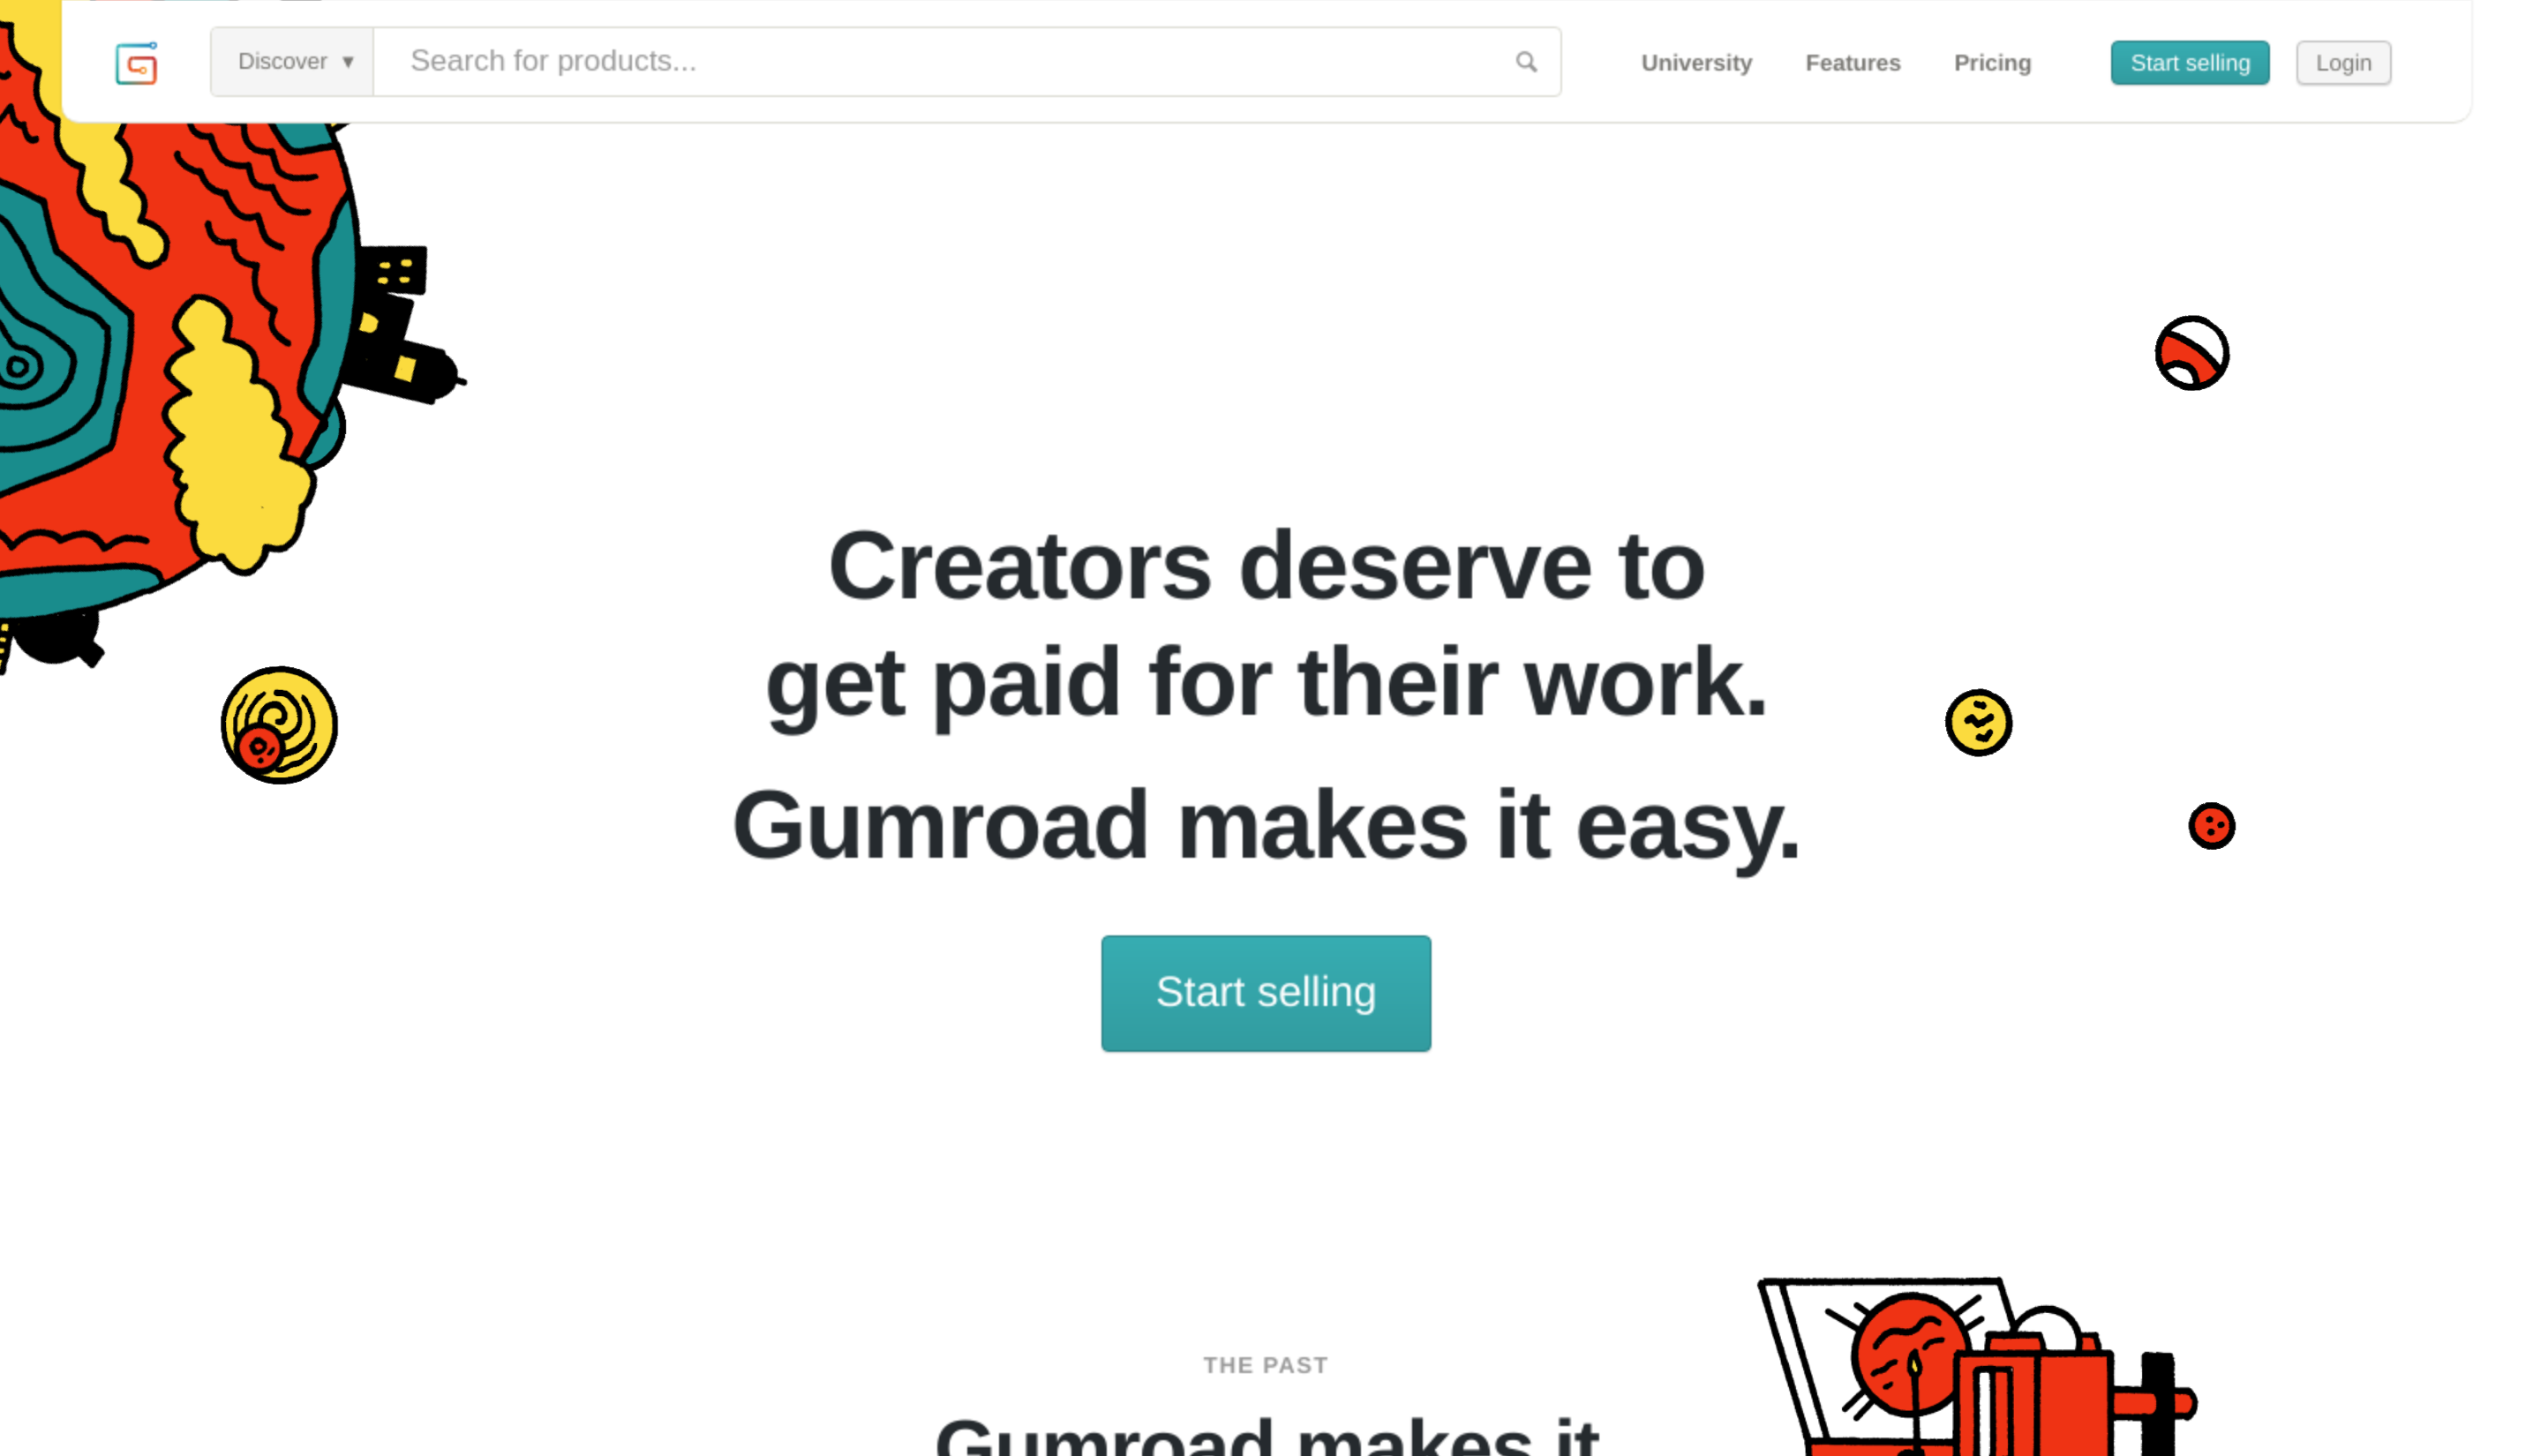 Discover ▾ Search for products... University Features Pricing Start selling Login
Creators deserve to
get paid for their work.
Gumroad makes it easy.
Start selling
THE PAST
Gumroad makes it